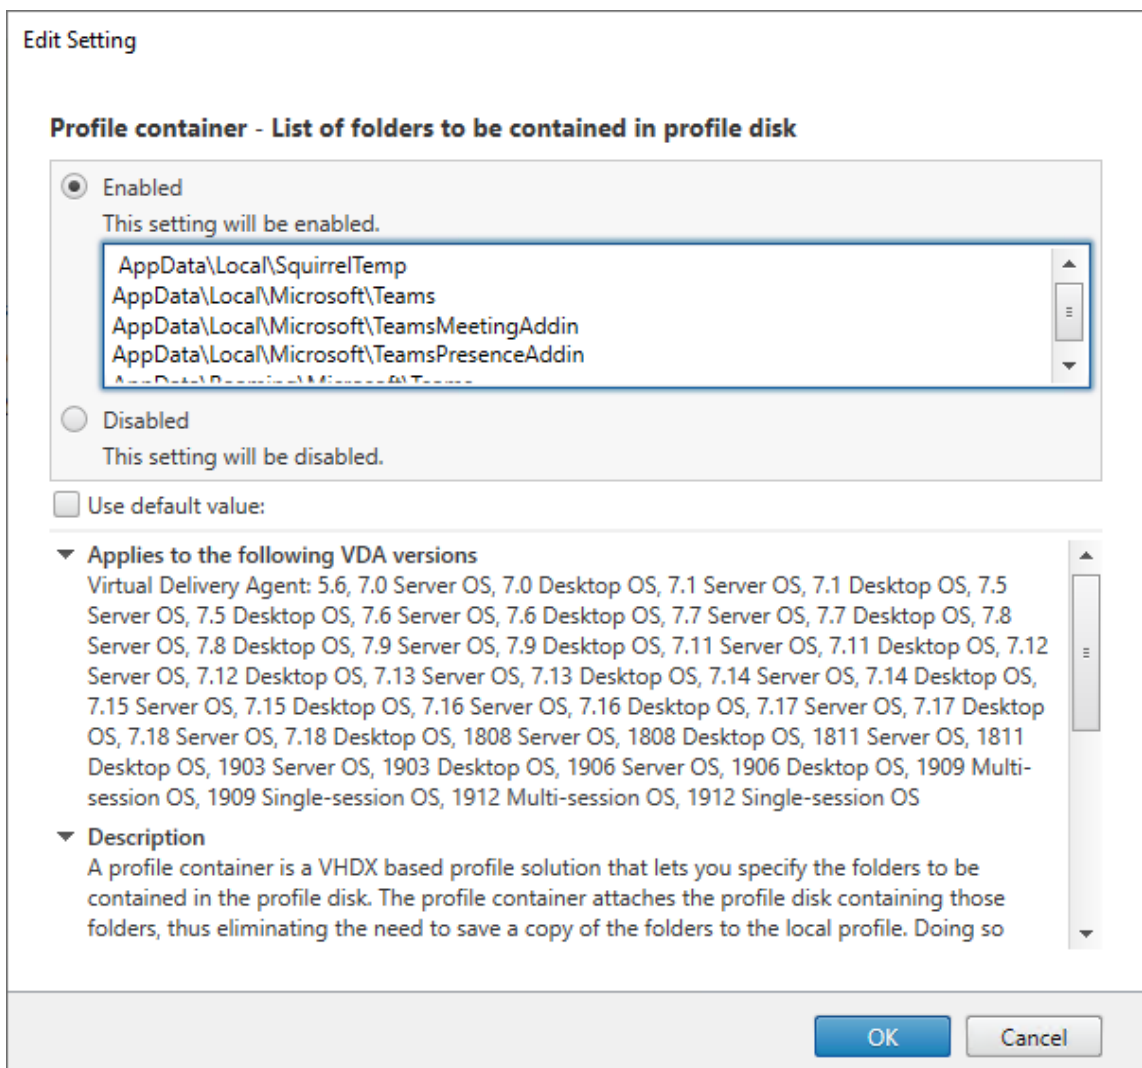 Edit Setting
Profile container - List of folders to be contained in profile disk
Enabled
This setting will be enabled.
AppData\Local\SquirrelTemp
AppData\Local\Microsoft\Teams
AppData\Local\Microsoft\TeamsMeetingAddin
AppData\Local\Microsoft\TeamsPresenceAddin
AppData\Roaming\Microsoft\Teams
Disabled
This setting will be disabled.
Use default value:
Applies to the following VDA versions
Virtual Delivery Agent: 5.6, 7.0 Server OS, 7.0 Desktop OS, 7.1 Server OS, 7.1 Desktop OS, 7.5
Server OS, 7.5 Desktop OS, 7.6 Server OS, 7.6 Desktop OS, 7.7 Server OS, 7.7 Desktop OS, 7.8
Server OS, 7.8 Desktop OS, 7.9 Server OS, 7.9 Desktop OS, 7.11 Server OS, 7.11 Desktop OS, 7.12
Server OS, 7.12 Desktop OS, 7.13 Server OS, 7.13 Desktop OS, 7.14 Server OS, 7.14 Desktop OS,
7.15 Server OS, 7.15 Desktop OS, 7.16 Server OS, 7.16 Desktop OS, 7.17 Server OS, 7.17 Desktop
OS, 7.18 Server OS, 7.18 Desktop OS, 1808 Server OS, 1808 Desktop OS, 1811 Server OS, 1811
Desktop OS, 1903 Server OS, 1903 Desktop OS, 1906 Server OS, 1906 Desktop OS, 1909 Multi-
session OS, 1909 Single-session OS, 1912 Multi-session OS, 1912 Single-session OS
Description
A profile container is a VHDX based profile solution that lets you specify the folders to be
contained in the profile disk. The profile container attaches the profile disk containing those
folders, thus eliminating the need to save a copy of the folders to the local profile. Doing so
OK
Cancel